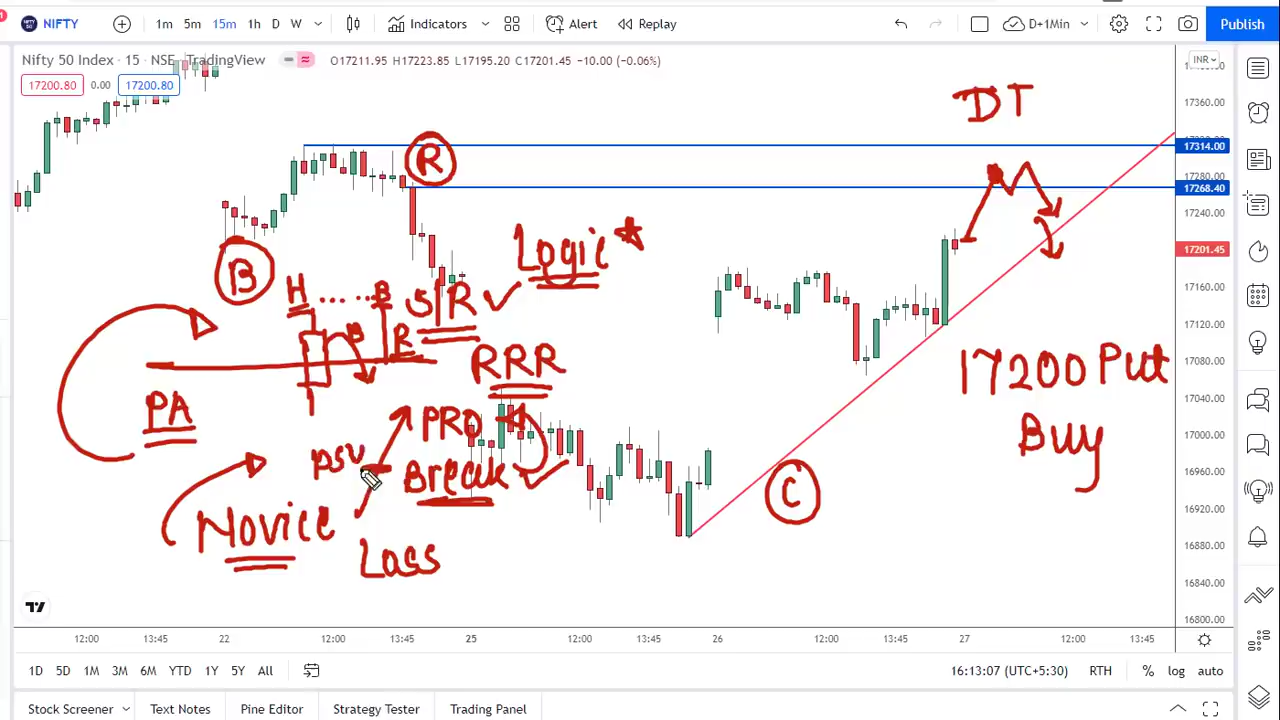 NIFTY 1m 5m 15m 1h D W Indicators Alert Replay D+1Min Publish
Nifty 50 Index · 15 · NSE TradingView O17211.95 H17223.85 L17195.20 C17201.45 −10.00 (−0.06%) INR
17200.80 0.00 17200.80
DT
17360.00
17314.00
R
17280.00
17268.40
17240.00
Logic
17201.45
B
H .... B
S/R
17160.00
17120.00
R
RRR
17080.00
17200 Put
Buy
PA
17040.00
PRO
17000.00
psy
Break
16960.00
C
16920.00
Novice
16880.00
Loss
16840.00
16800.00
12:00 13:45 22 12:00 13:45 25 12:00 13:45 26 12:00 13:45 27 12:00 13:45
1D 5D 1M 3M 6M YTD 1Y 5Y All 16:13:07 (UTC+5:30) RTH % log auto
Stock Screener Text Notes Pine Editor Strategy Tester Trading Panel